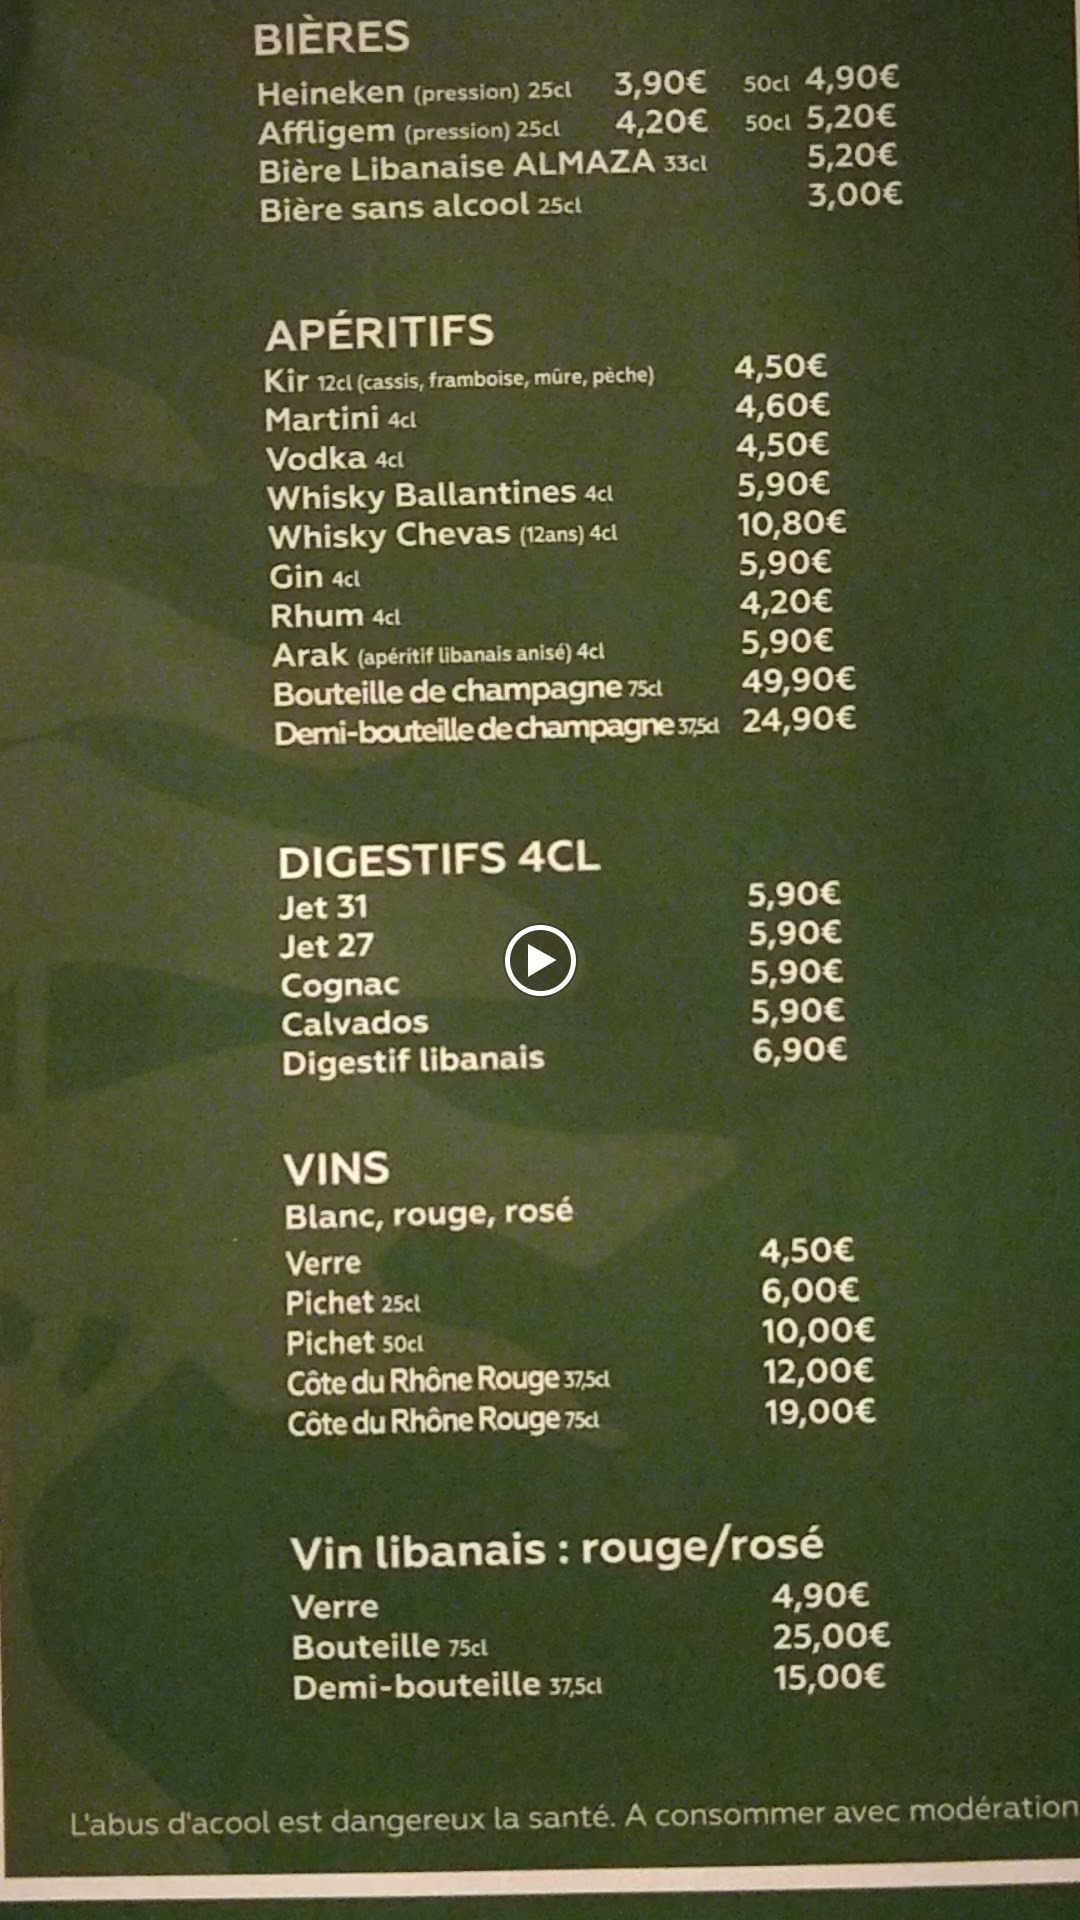 BIÈRES
Heineken (pression) 25cl 3,90€ 50cl 4,90€
Affligem (pression) 25cl 4,20€ 50cl 5,20€
Bière Libanaise ALMAZA 33cl 5,20€
Bière sans alcool 25cl 3,00€
APÉRITIFS
Kir 12cl (cassis, framboise, mûre, pèche) 4,50€
Martini 4cl 4,60€
Vodka 4cl 4,50€
Whisky Ballantines 4cl 5,90€
Whisky Chevas (12ans) 4cl 10,80€
Gin 4cl 5,90€
Rhum 4cl 4,20€
Arak (apéritif libanais anisé) 4cl 5,90€
Bouteille de champagne 75cl 49,90€
Demi-bouteille de champagne 37,5cl 24,90€
DIGESTIFS 4CL
Jet 31 5,90€
Jet 27 5,90€
Cognac 5,90€
Calvados 5,90€
Digestif libanais 6,90€
VINS
Blanc, rouge, rosé
Verre 4,50€
Pichet 25cl 6,00€
Pichet 50cl 10,00€
Côte du Rhône Rouge 37,5cl 12,00€
Côte du Rhône Rouge 75cl 19,00€
Vin libanais : rouge/rosé
Verre 4,90€
Bouteille 75cl 25,00€
Demi-bouteille 37,5cl 15,00€
L'abus d'acool est dangereux la santé. A consommer avec modération